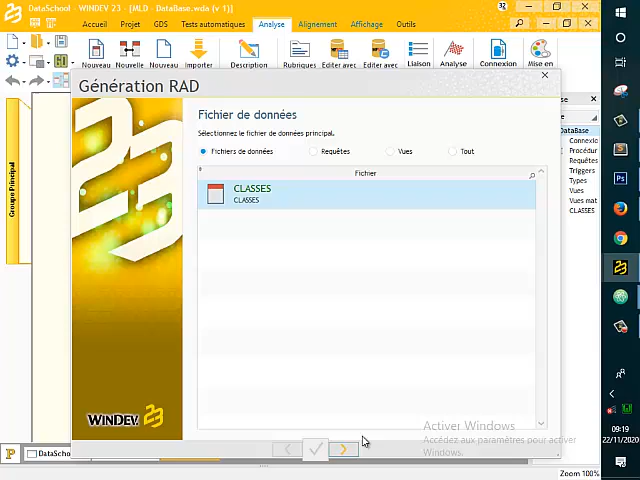 DataSchool - WINDEV 23 - [MLD - DataBase.wda (v 1)]
32
Accueil Projet GDS Tests automatiques Analyse Alignement Affichage Outils
Nouveau Nouvelle Nouveau Importer Description Rubriques Editer avec Editer avec Liaison Analyse Connexion Mise en
Génération RAD
Groupe Principal
Fichier de données
Sélectionnez le fichier de données principal.
Fichiers de données Requêtes Vues Tout
Fichier
CLASSES
CLASSES
DataBase
Connexio
Procédur
Requêtes
Triggers
Types
Vues
Vues mat
CLASSES
WINDEV 23
Activer Windows
Accédez aux paramètres pour activer
Windows.
DataSchoo
Zoom 100%
09:19
22/11/2020